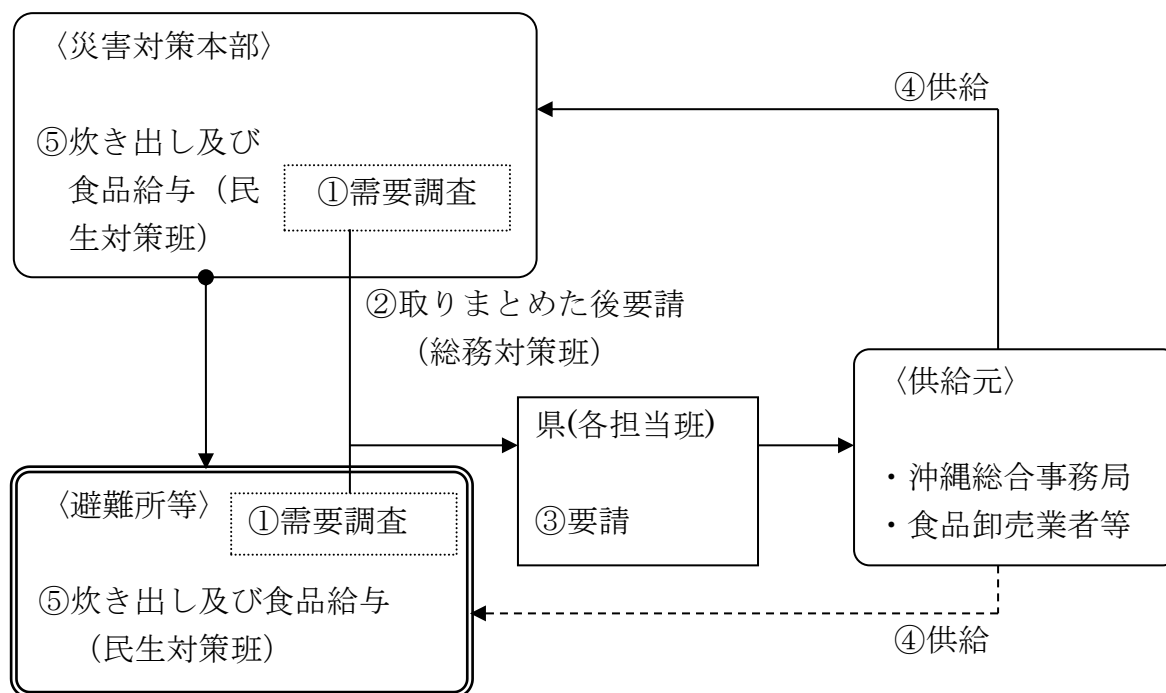 〈災害対策本部〉
⑤炊き出し及び
食品給与（民
生対策班）
①需要調査
④供給
②取りまとめた後要請
（総務対策班）
県(各担当班)
③要請
〈供給元〉
・沖縄総合事務局
・食品卸売業者等
〈避難所等〉
①需要調査
⑤炊き出し及び食品給与
（民生対策班）
④供給